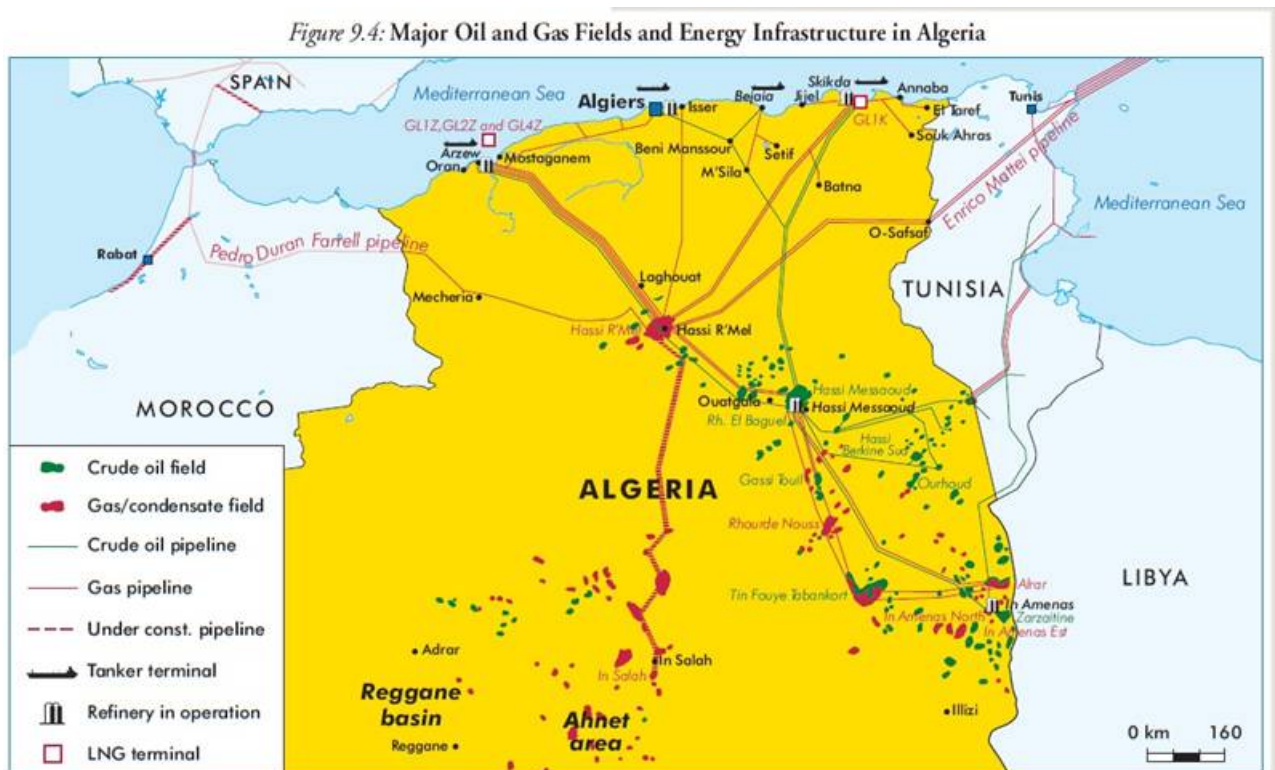 Figure 9.4: Major Oil and Gas Fields and Energy Infrastructure in Algeria
SPAIN
Mediterranean Sea
Algiers
Isser
Bejaia
Jijel
Skikda
Annaba
El Taref
GL1K
Souk Ahras
Tunis
GL1Z,GL2Z and GL4Z
Arzew
Oran
Mostaganem
Beni Manssour
Setif
M'Sila
Batna
Enrico Mattei pipeline
Mediterranean Sea
O-Safsaf
Rabat
Pedro Duran Farrell pipeline
Laghouat
TUNISIA
Mecheria
Hassi R'Mel
Hassi R'Mel
MOROCCO
Ouargala
Hassi Messaoud
Hassi Messaoud
Rh. El Baguel
Hassi
Berkine Sud
Gassi Touil
Ourhoud
ALGERIA
Rhourde Nouss
LIBYA
Tin Fouye Tabankort
Alrar
In Amenas
In Amenas North
Zarzaitine
In Amenas Est
Adrar
In Salah
In Salah
Reggane
basin
Ahnet
area
Reggane
Illizi
0 km 160
Crude oil field
Gas/condensate field
Crude oil pipeline
Gas pipeline
Under const. pipeline
Tanker terminal
Refinery in operation
LNG terminal